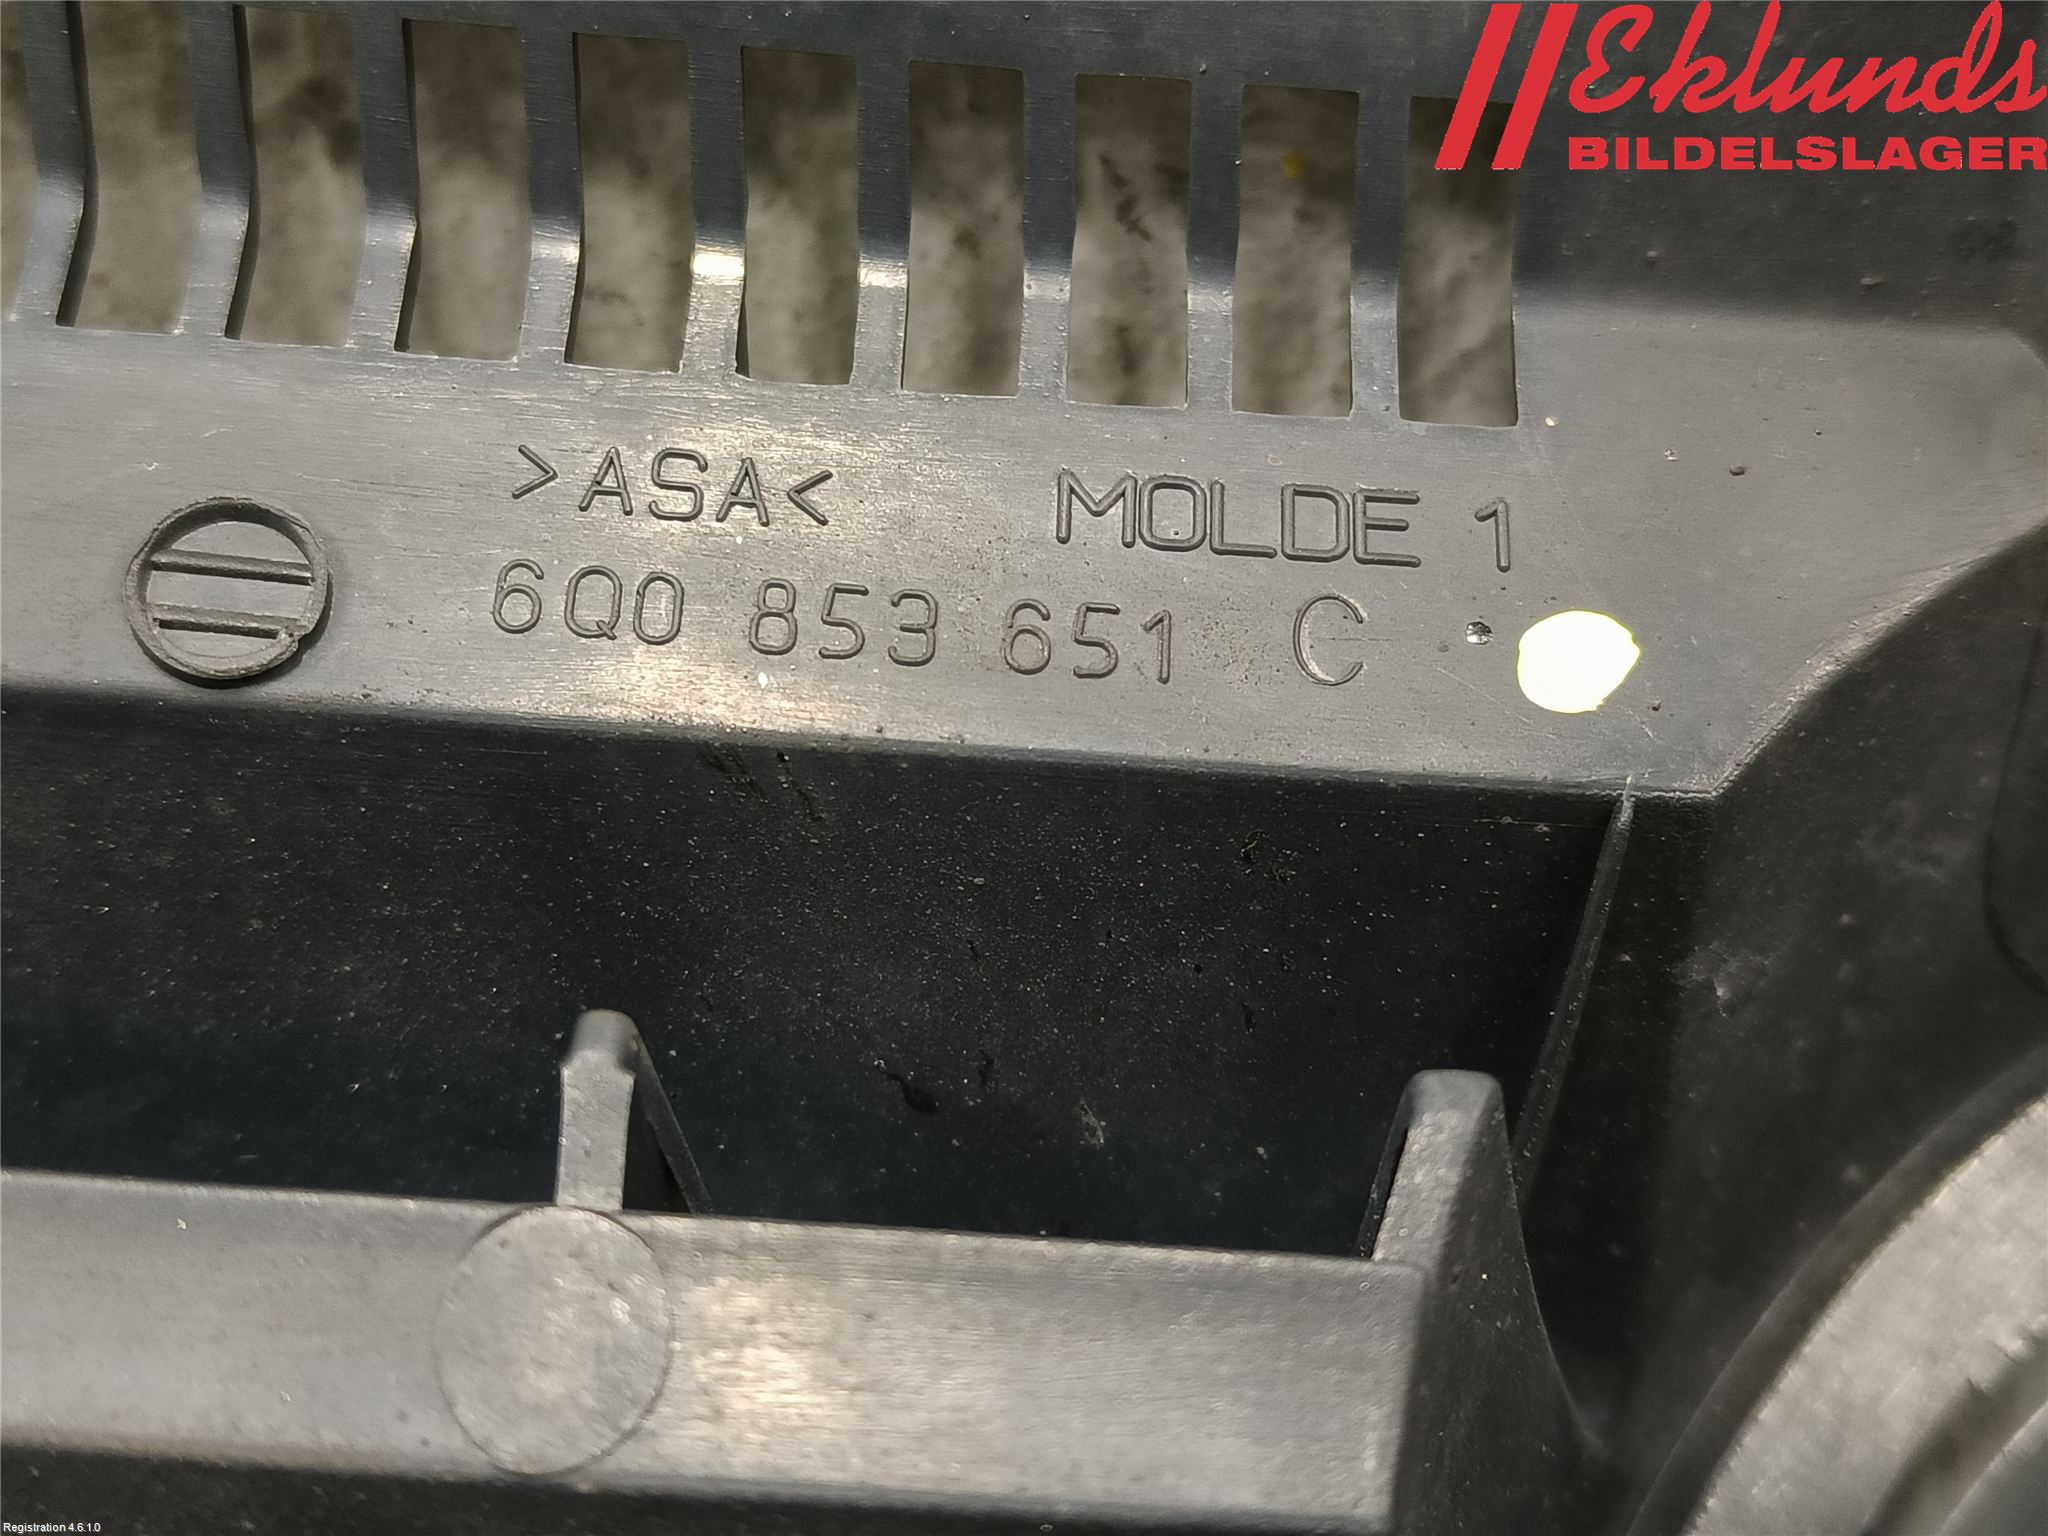 Eklunds
BILDELSLAGER
>ASA<
MOLDE 1
6Q0 853 651 C
Registration 4.6.1.0